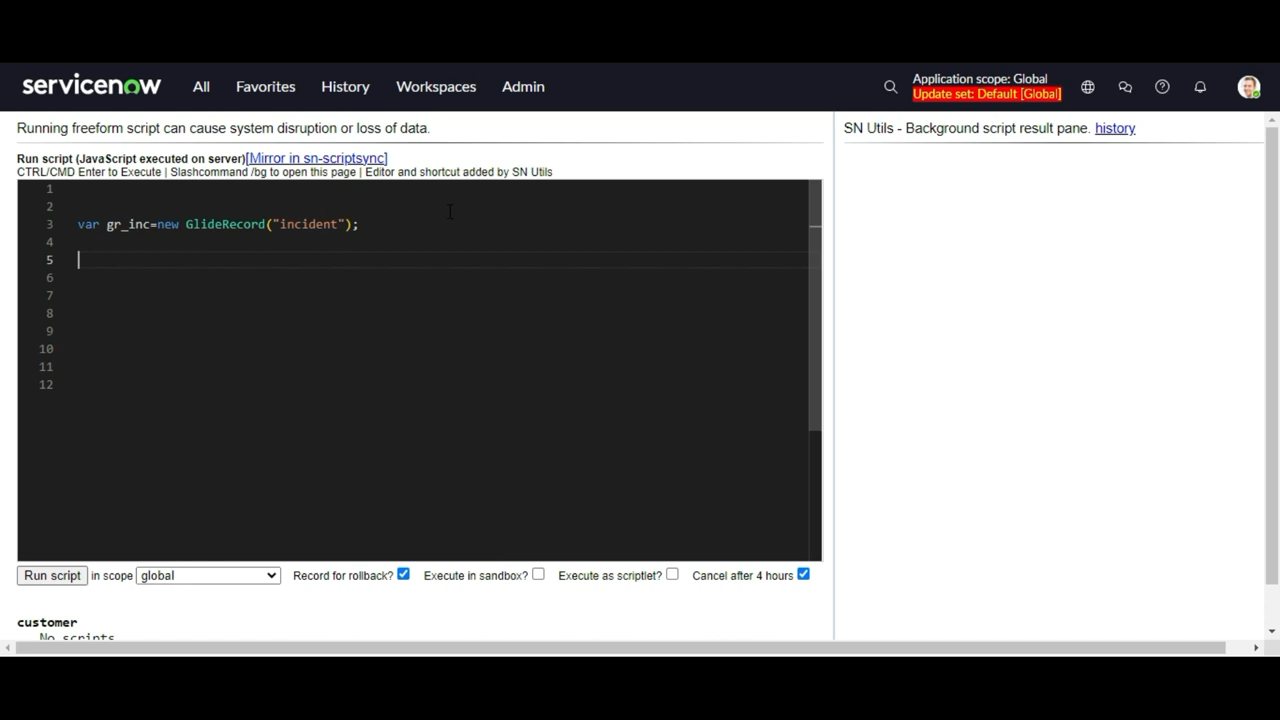 servicenow All Favorites History Workspaces Admin Application scope: Global
Update set: Default [Global]
Running freeform script can cause system disruption or loss of data.
Run script (JavaScript executed on server)[Mirror in sn-scriptsync]
CTRL/CMD Enter to Execute | Slashcommand /bg to open this page | Editor and shortcut added by SN Utils
1
2
3 var gr_inc=new GlideRecord("incident");
4
5
6
7
8
9
10
11
12
Run script in scope global Record for rollback? Execute in sandbox? Execute as scriptlet? Cancel after 4 hours
customer
No scripts
SN Utils - Background script result pane. history